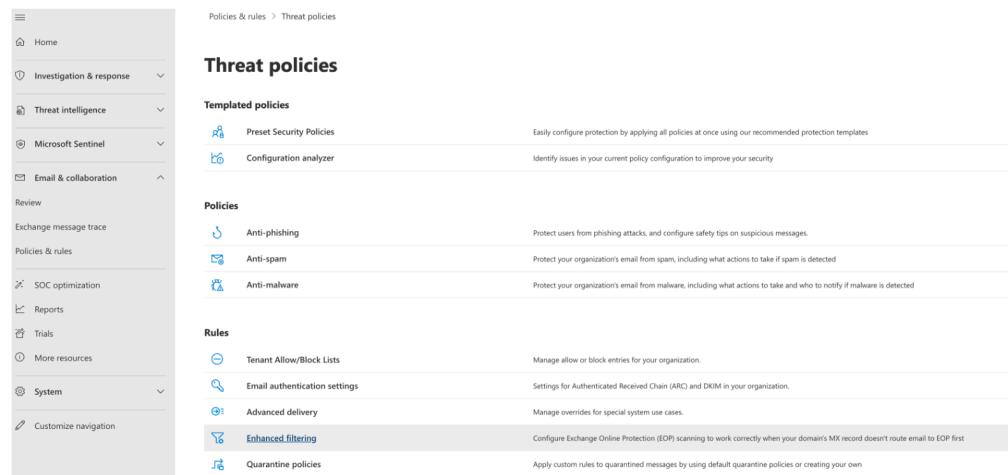 Policies & rules > Threat policies
Home
Investigation & response
Threat intelligence
Microsoft Sentinel
Email & collaboration
Review
Exchange message trace
Policies & rules
SOC optimization
Reports
Trials
More resources
System
Customize navigation
Threat policies
Templated policies
Preset Security Policies Easily configure protection by applying all policies at once using our recommended protection templates
Configuration analyzer Identify issues in your current policy configuration to improve your security
Policies
Anti-phishing Protect users from phishing attacks, and configure safety tips on suspicious messages.
Anti-spam Protect your organization's email from spam, including what actions to take if spam is detected
Anti-malware Protect your organization's email from malware, including what actions to take and who to notify if malware is detected
Rules
Tenant Allow/Block Lists Manage allow or block entries for your organization.
Email authentication settings Settings for Authenticated Received Chain (ARC) and DKIM in your organization.
Advanced delivery Manage overrides for special system use cases.
Enhanced filtering Configure Exchange Online Protection (EOP) scanning to work correctly when your domain's MX record doesn't route email to EOP first
Quarantine policies Apply custom rules to quarantined messages by using default quarantine policies or creating your own